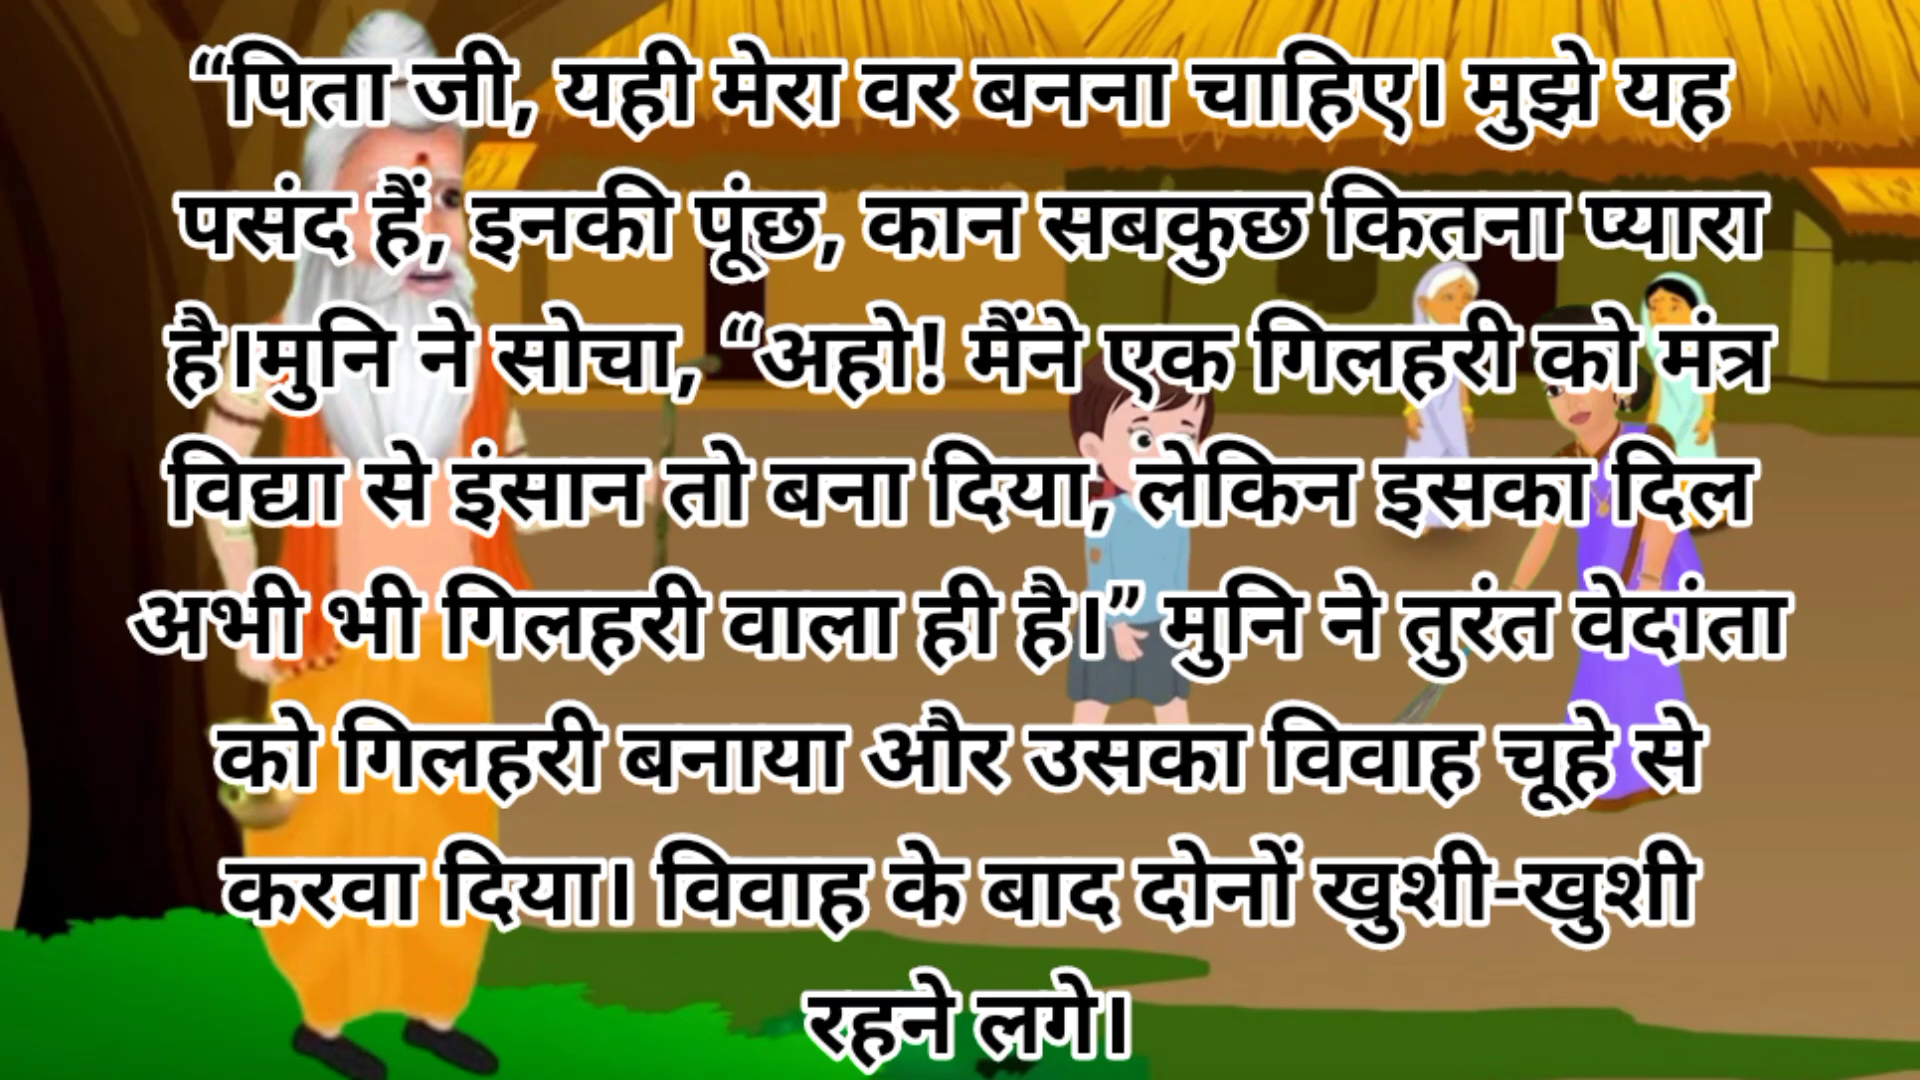 “पिता जी, यही मेरा वर बनना चाहिए। मुझे यह
पसंद हैं, इनकी पूंछ, कान सबकुछ कितना प्यारा
है।मुनि ने सोचा, “अहो! मैंने एक गिलहरी को मंत्र
विद्या से इंसान तो बना दिया, लेकिन इसका दिल
अभी भी गिलहरी वाला ही है।” मुनि ने तुरंत वेदांता
को गिलहरी बनाया और उसका विवाह चूहे से
करवा दिया। विवाह के बाद दोनों खुशी-खुशी
रहने लगे।